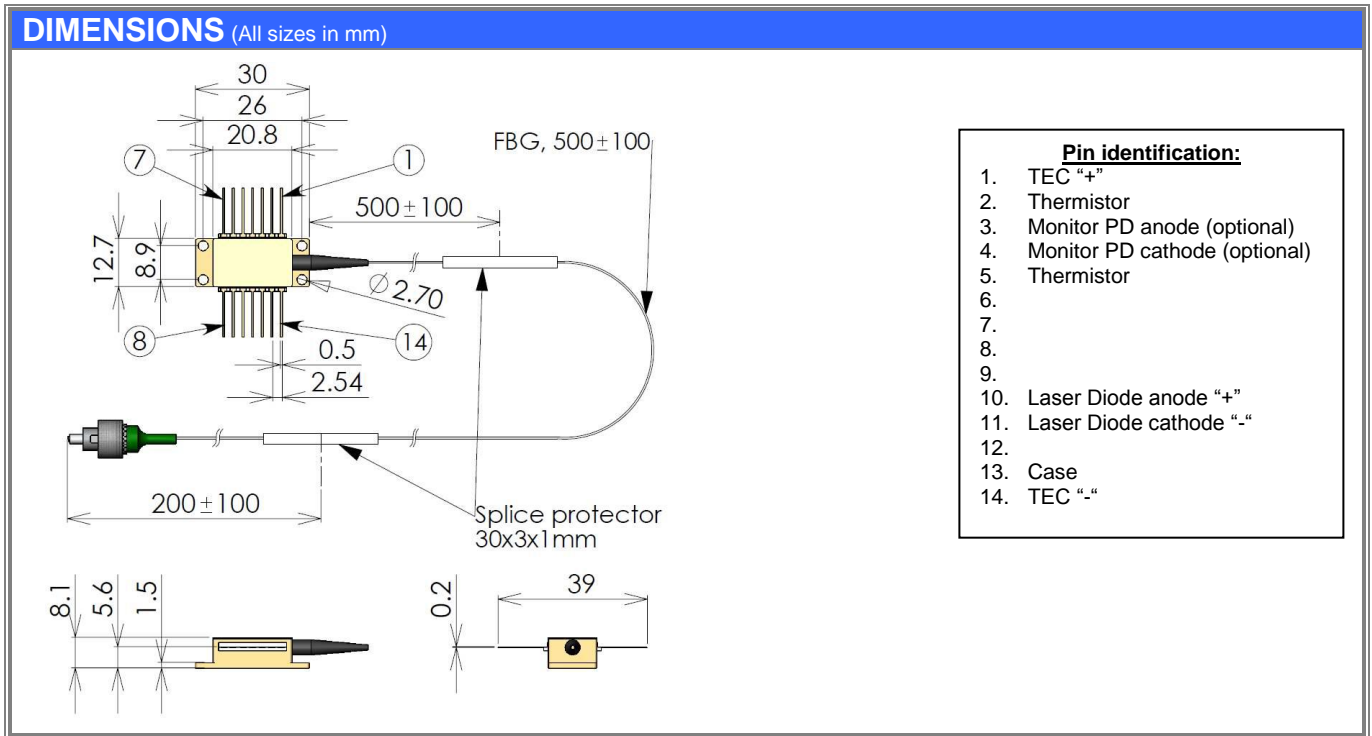 DIMENSIONS (All sizes in mm)
30
26
20.8
7
1
FBG, 500±100
500±100
12.7
8.9
Ø 2.70
8
14
0.5
2.54
200±100
Splice protector
30x3x1mm
8.1
5.6
1.5
0.2
39
Pin identification:
1. TEC “+”
2. Thermistor
3. Monitor PD anode (optional)
4. Monitor PD cathode (optional)
5. Thermistor
6.
7.
8.
9.
10. Laser Diode anode “+”
11. Laser Diode cathode “-“
12.
13. Case
14. TEC “-“